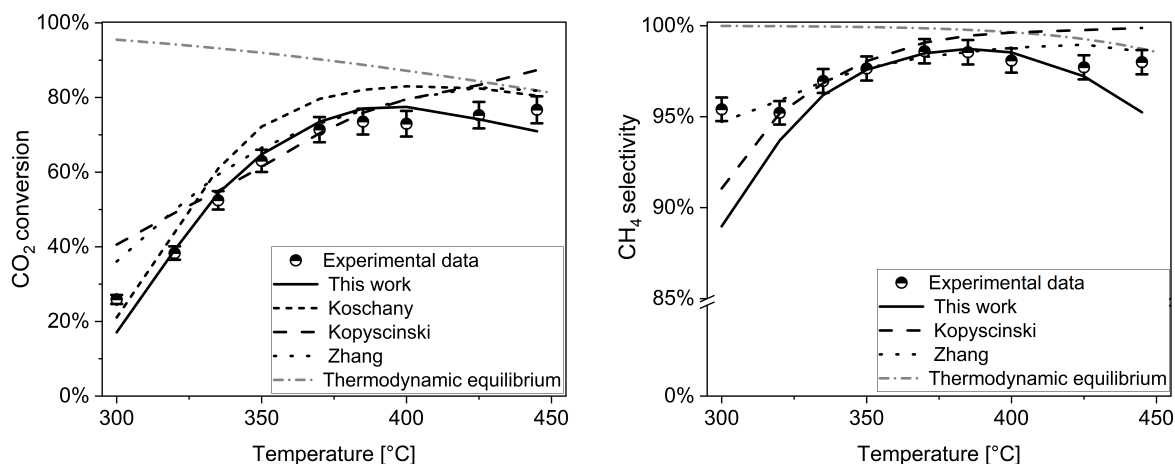 100%
80%
60%
40%
20%
0%
CO2 conversion
300
350
400
450
Temperature [°C]
Experimental data
This work
Koschany
Kopyscinski
Zhang
Thermodynamic equilibrium
100%
95%
90%
85%
0%
CH4 selectivity
300
350
400
450
Temperature [°C]
Experimental data
This work
Kopyscinski
Zhang
Thermodynamic equilibrium